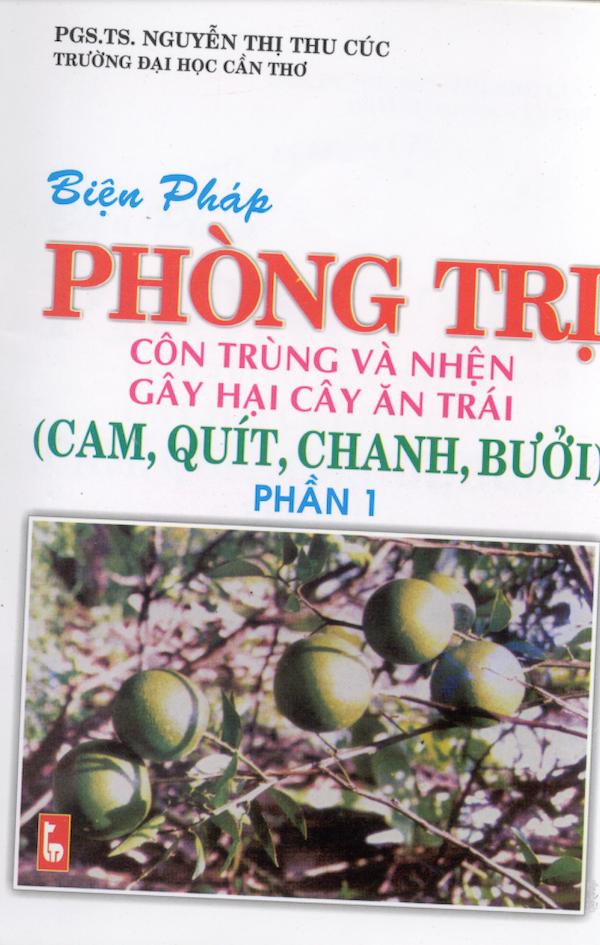 PGS.TS. NGUYỄN THỊ THU CÚC
TRƯỜNG ĐẠI HỌC CẦN THƠ
Biện Pháp
PHÒNG TRỊ
CÔN TRÙNG VÀ NHỆN
GÂY HẠI CÂY ĂN TRÁI
(CAM, QUÍT, CHANH, BƯỞI)
PHẦN 1